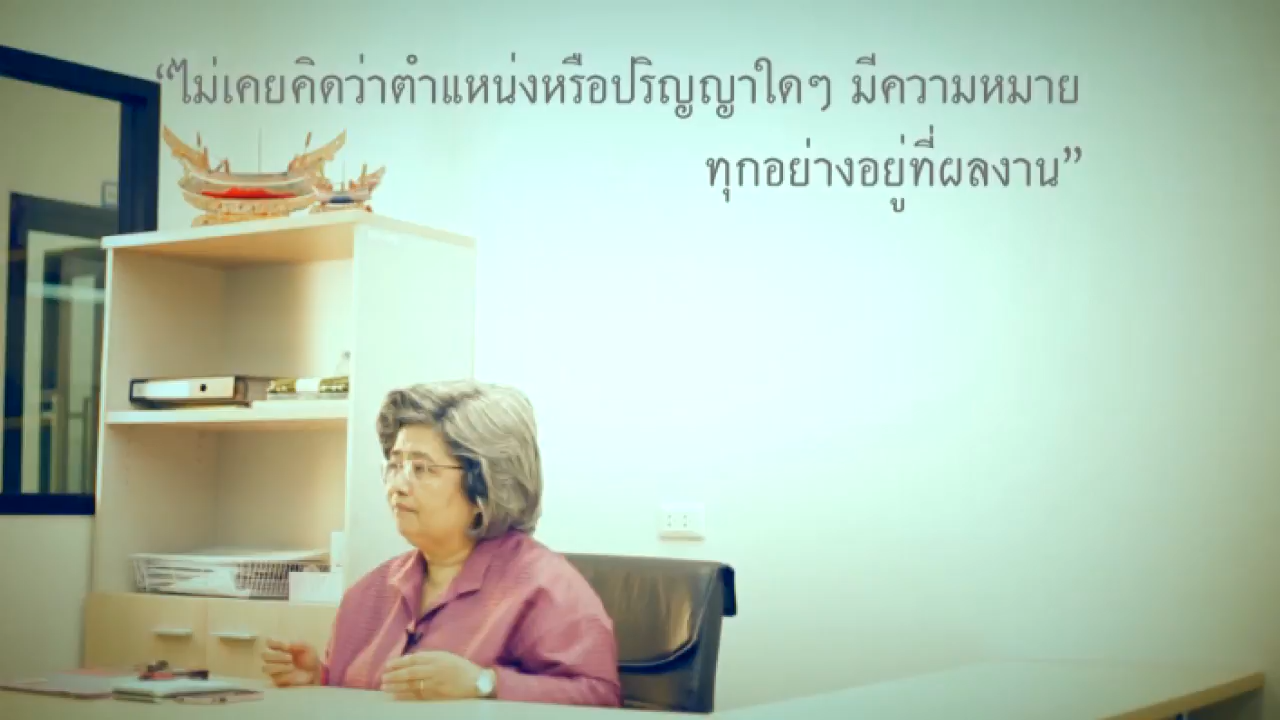 “ไม่เคยคิดว่าตำแหน่งหรือปริญญาใดๆ มีความหมาย
ทุกอย่างอยู่ที่ผลงาน”